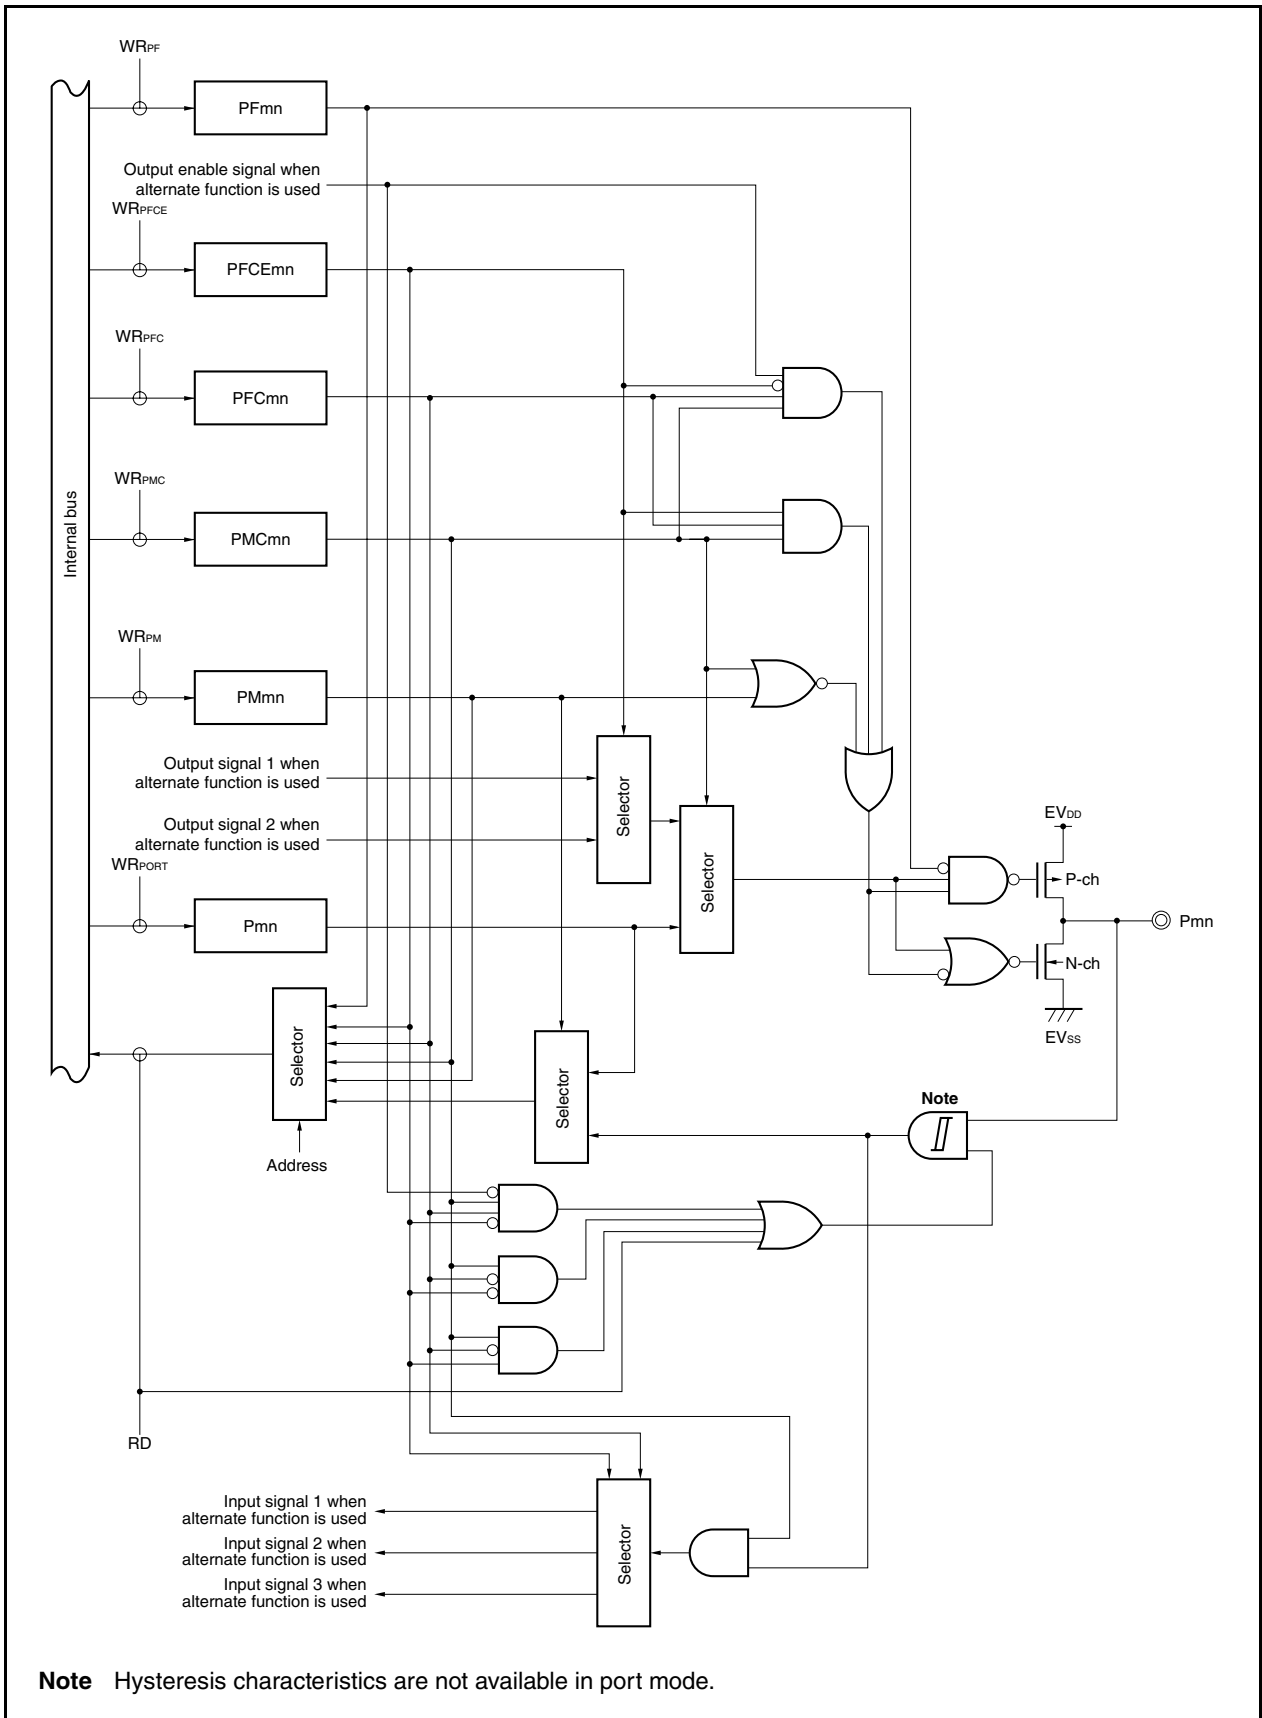 WRPF
PFmn
Output enable signal when
alternate function is used
WRPFCE
PFCEmn
WRPFC
PFCmn
WRPMC
PMCmn
Internal bus
WRPM
PMmn
Output signal 1 when
alternate function is used
Output signal 2 when
alternate function is used
Selector
Selector
WRPORT
Pmn
EVDD
P-ch
Pmn
N-ch
EVSS
Selector
Selector
Address
Note
RD
Input signal 1 when
alternate function is used
Input signal 2 when
alternate function is used
Input signal 3 when
alternate function is used
Selector
Note Hysteresis characteristics are not available in port mode.